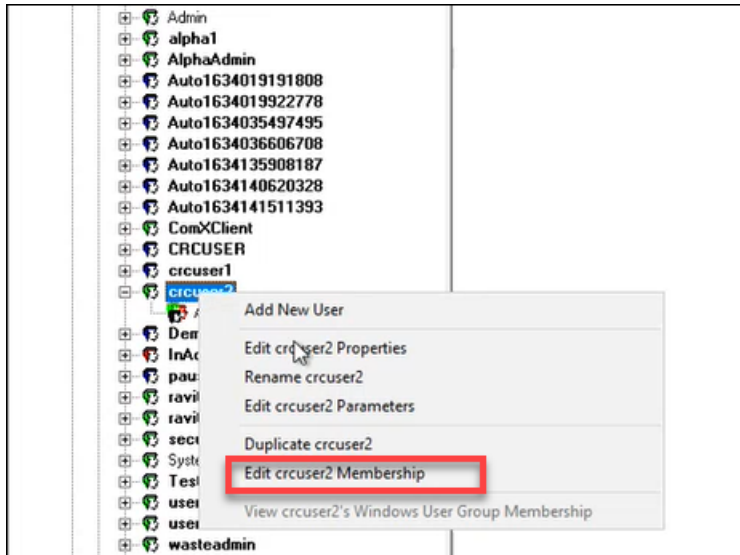 Admin
alpha1
AlphaAdmin
Auto1634019191808
Auto1634019922778
Auto1634035497495
Auto1634036606708
Auto1634135908187
Auto1634140620328
Auto1634141511393
ComXClient
CRCUSER
crcuser1
crcuser2
Add New User
Edit crcuser2 Properties
Rename crcuser2
Edit crcuser2 Parameters
Duplicate crcuser2
Edit crcuser2 Membership
View crcuser2's Windows User Group Membership
wasteadmin